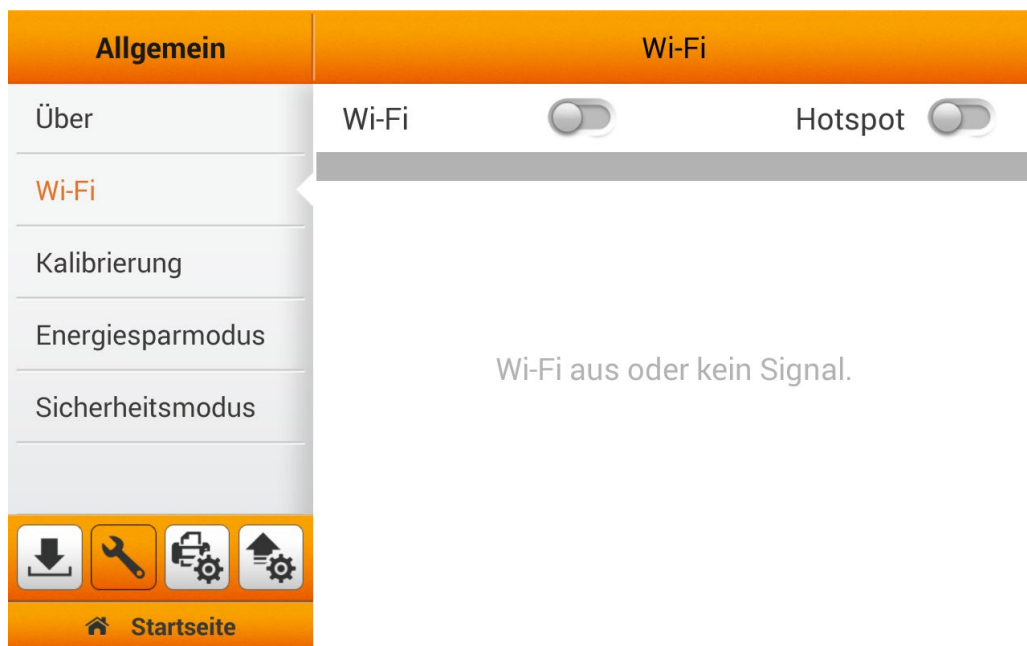 Allgemein
Wi-Fi
Über
Wi-Fi
Kalibrierung
Energiesparmodus
Sicherheitsmodus
Startseite
Wi-Fi
Hotspot
Wi-Fi aus oder kein Signal.